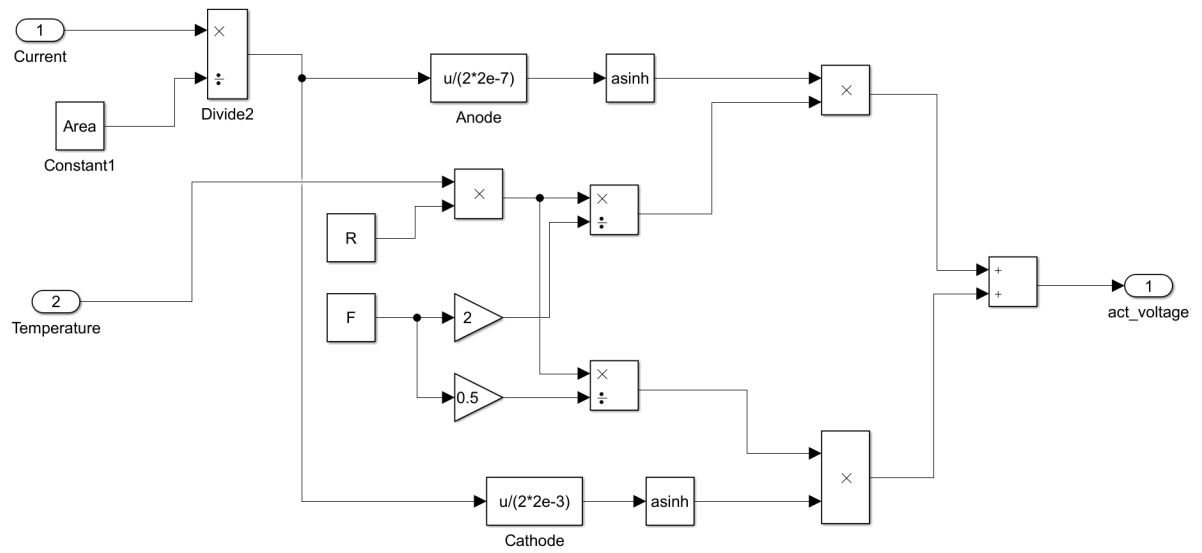 1
Current
×
÷
Divide2
Area
Constant1
u/(2*2e-7)
Anode
asinh
×
×
R
×
÷
2
Temperature
F
2
+
+
1
act_voltage
×
÷
0.5
×
u/(2*2e-3)
Cathode
asinh